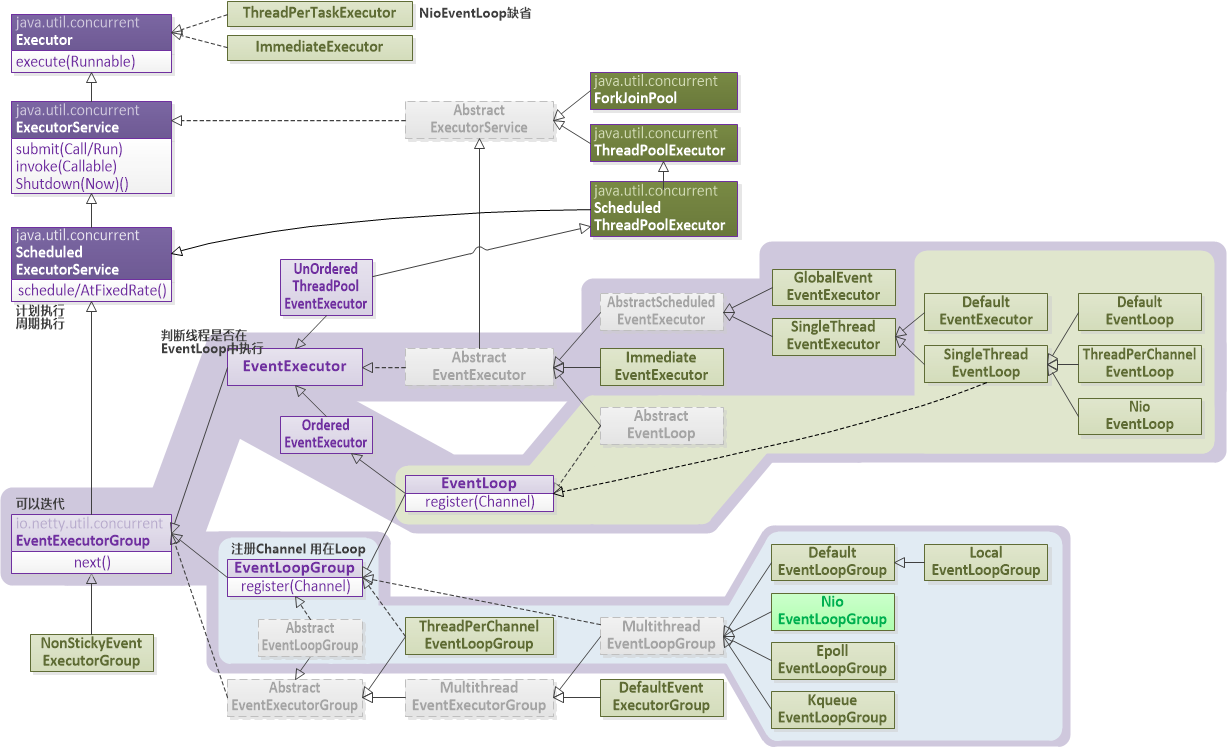 java.util.concurrent
Executor
execute(Runnable)
ThreadPerTaskExecutor
NioEventLoop缺省
ImmediateExecutor
java.util.concurrent
ExecutorService
submit(Call/Run)
invoke(Callable)
Shutdown(Now)()
Abstract
ExecutorService
java.util.concurrent
ForkJoinPool
java.util.concurrent
ThreadPoolExecutor
java.util.concurrent
Scheduled
ThreadPoolExecutor
java.util.concurrent
Scheduled
ExecutorService
schedule/AtFixedRate()
计划执行
周期执行
UnOrdered
ThreadPool
EventExecutor
判断线程是否在
EventLoop中执行
EventExecutor
Abstract
EventExecutor
AbstractScheduled
EventExecutor
GlobalEvent
EventExecutor
SingleThread
EventExecutor
Immediate
EventExecutor
Abstract
EventLoop
Default
EventExecutor
SingleThread
EventLoop
Default
EventLoop
ThreadPerChannel
EventLoop
Nio
EventLoop
Ordered
EventExecutor
EventLoop
register(Channel)
可以迭代
io.netty.util.concurrent
EventExecutorGroup
next()
NonStickyEvent
ExecutorGroup
注册Channel 用在Loop
EventLoopGroup
register(Channel)
Abstract
EventLoopGroup
Abstract
EventExecutorGroup
ThreadPerChannel
EventLoopGroup
Multithread
EventExecutorGroup
Multithread
EventLoopGroup
DefaultEvent
ExecutorGroup
Default
EventLoopGroup
Local
EventLoopGroup
Nio
EventLoopGroup
Epoll
EventLoopGroup
Kqueue
EventLoopGroup